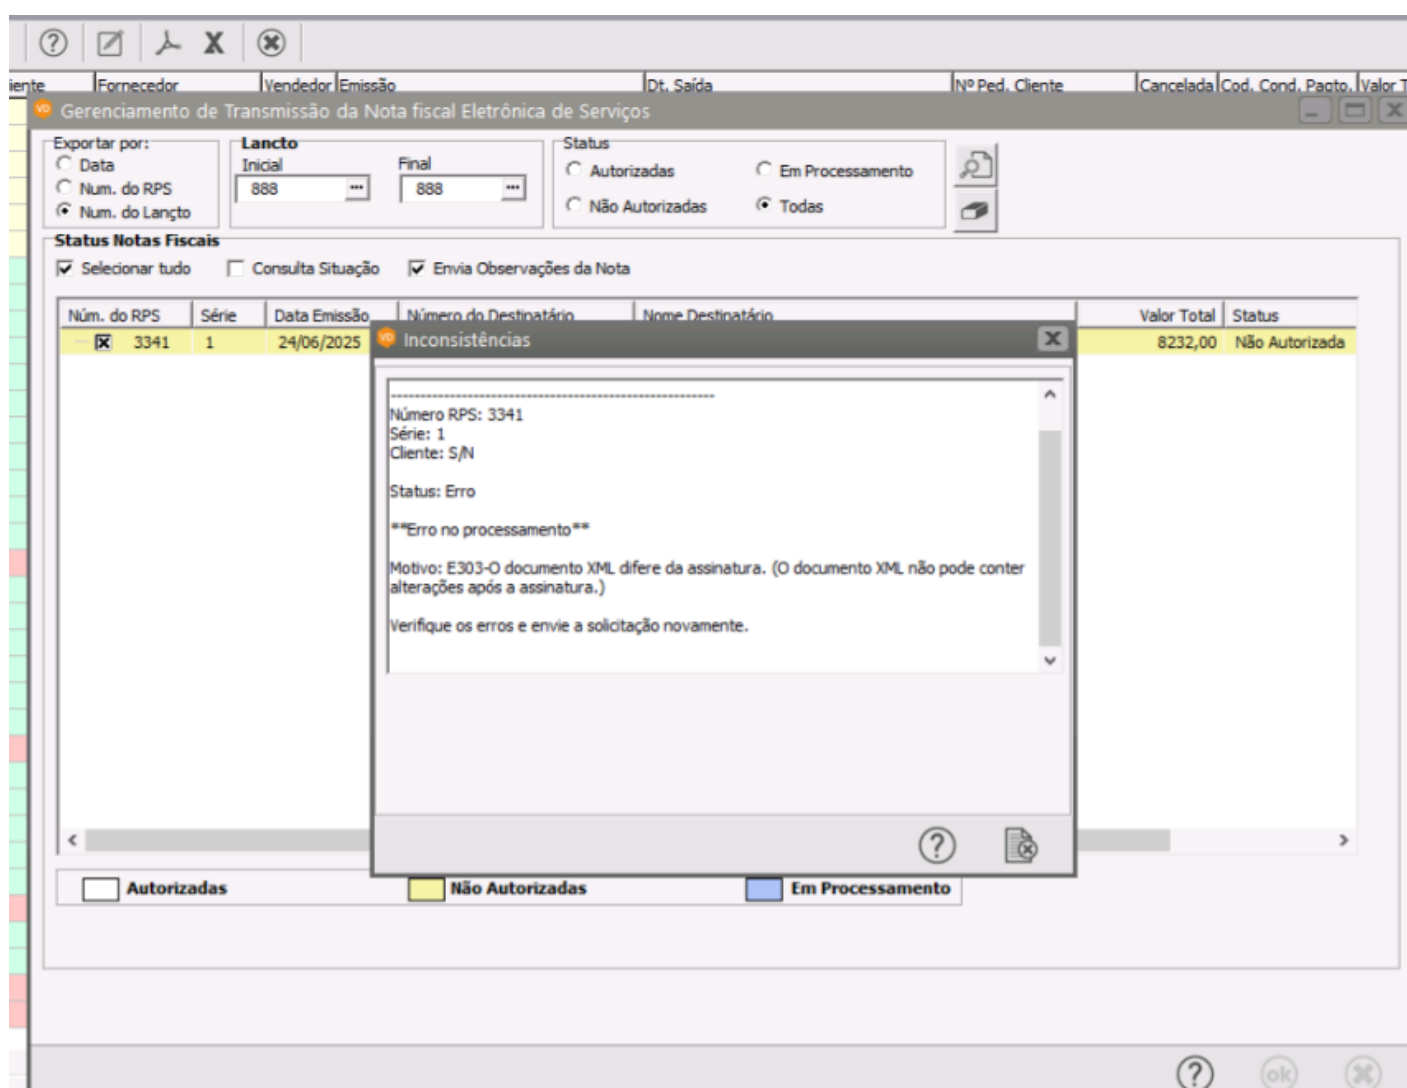 X
iente Fornecedor Vendedor Emissão Dt. Saída Nº Ped. Cliente Cancelada Cod. Cond. Pagto. Valor T
VD Gerenciamento de Transmissão da Nota fiscal Eletrônica de Serviços
Exportar por:
Data
Num. do RPS
Num. do Lançto
Lancto
Inicial Final
888 ... 888 ...
Status
Autorizadas Em Processamento
Não Autorizadas Todas
Status Notas Fiscais
Selecionar tudo Consulta Situação Envia Observações da Nota
Núm. do RPS Série Data Emissão Número do Destinatário Nome Destinatário Valor Total Status
3341 1 24/06/2025 8232,00 Não Autorizada
VD Inconsistências
------------------------------------------------------
Número RPS: 3341
Série: 1
Cliente: S/N
Status: Erro
**Erro no processamento**
Motivo: E303-O documento XML difere da assinatura. (O documento XML não pode conter
alterações após a assinatura.)
Verifique os erros e envie a solicitação novamente.
Autorizadas Não Autorizadas Em Processamento
ok